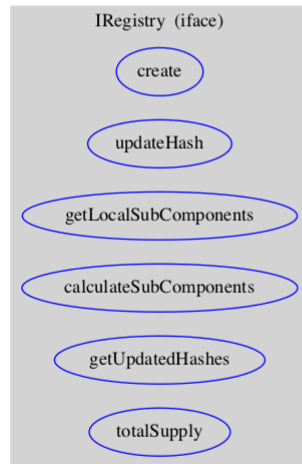 IRegistry (iface)
create
updateHash
getLocalSubComponents
calculateSubComponents
getUpdatedHashes
totalSupply